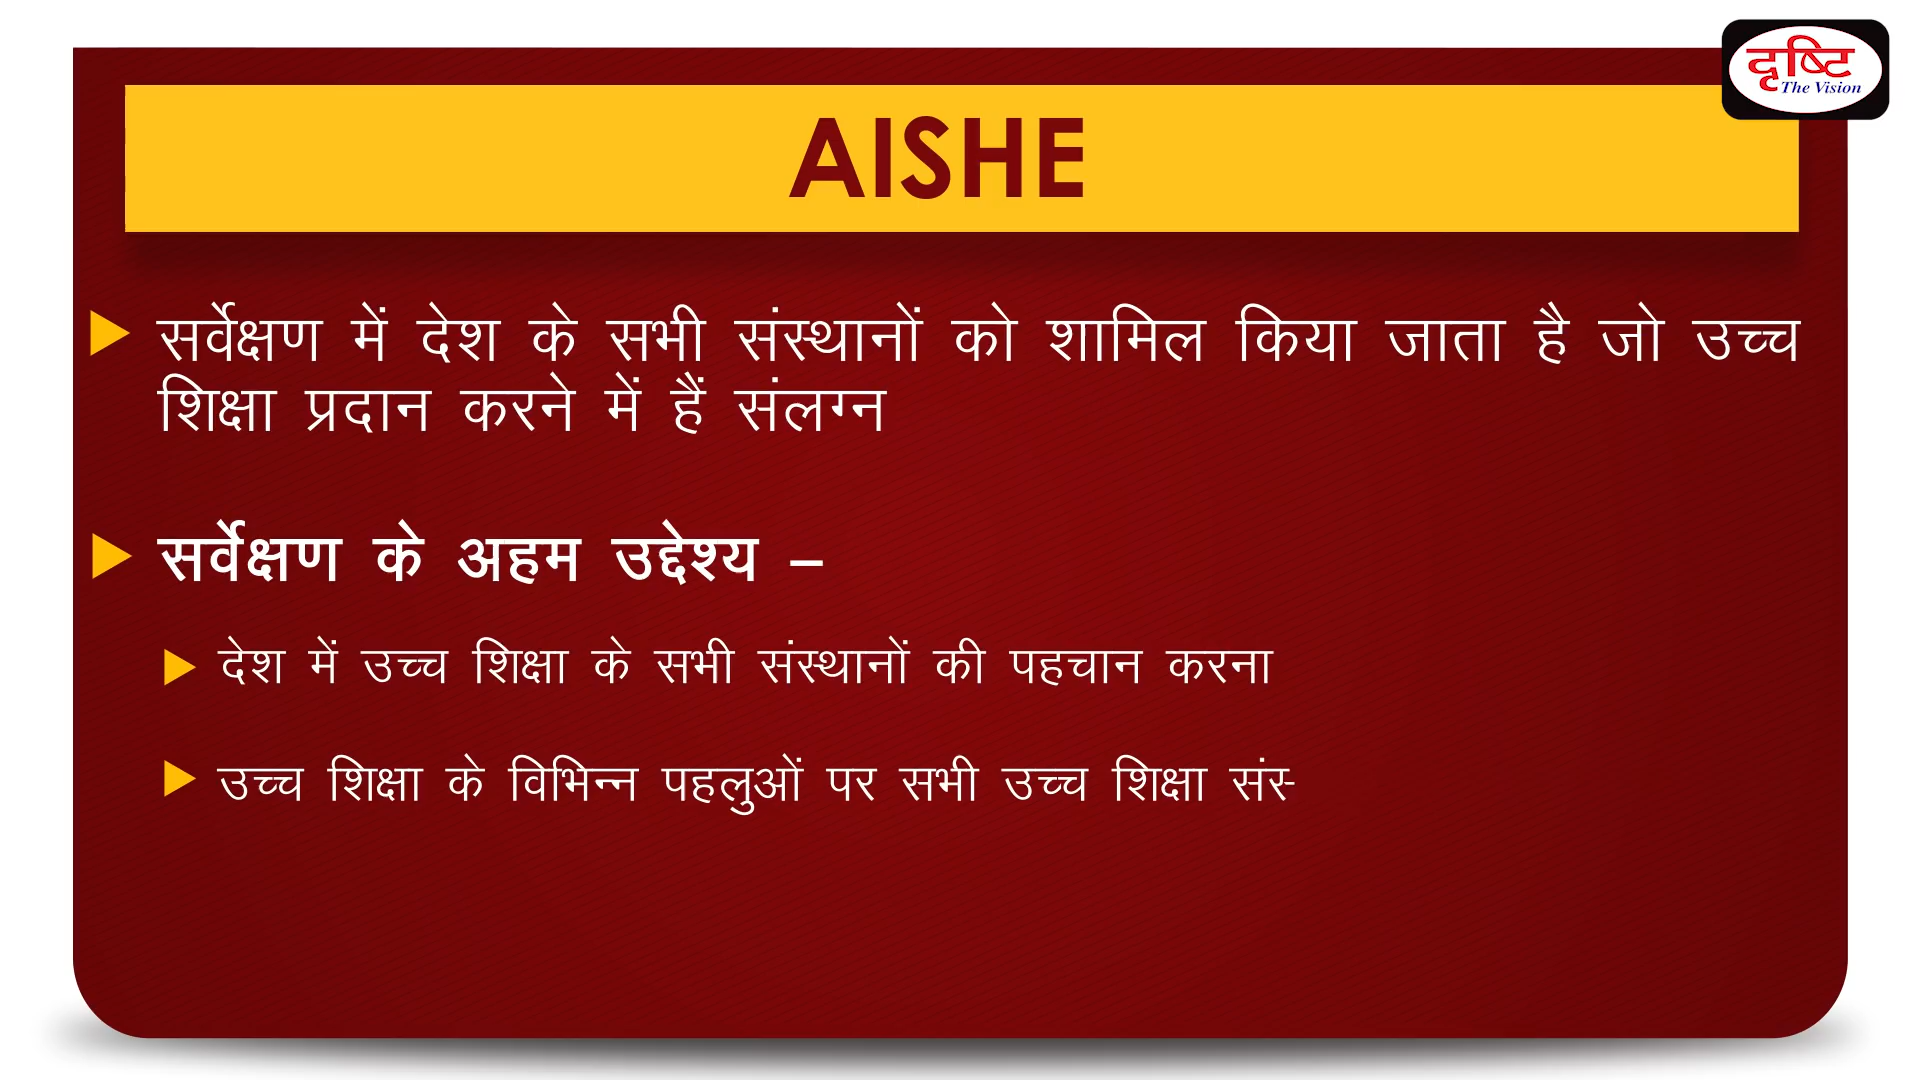 दृष्टि
The Vision
AISHE
सर्वेक्षण में देश के सभी संस्थानों को शामिल किया जाता है जो उच्च
शिक्षा प्रदान करने में हैं संलग्न
सर्वेक्षण के अहम उद्देश्य –
देश में उच्च शिक्षा के सभी संस्थानों की पहचान करना
उच्च शिक्षा के विभिन्न पहलुओं पर सभी उच्च शिक्षा संस्‍